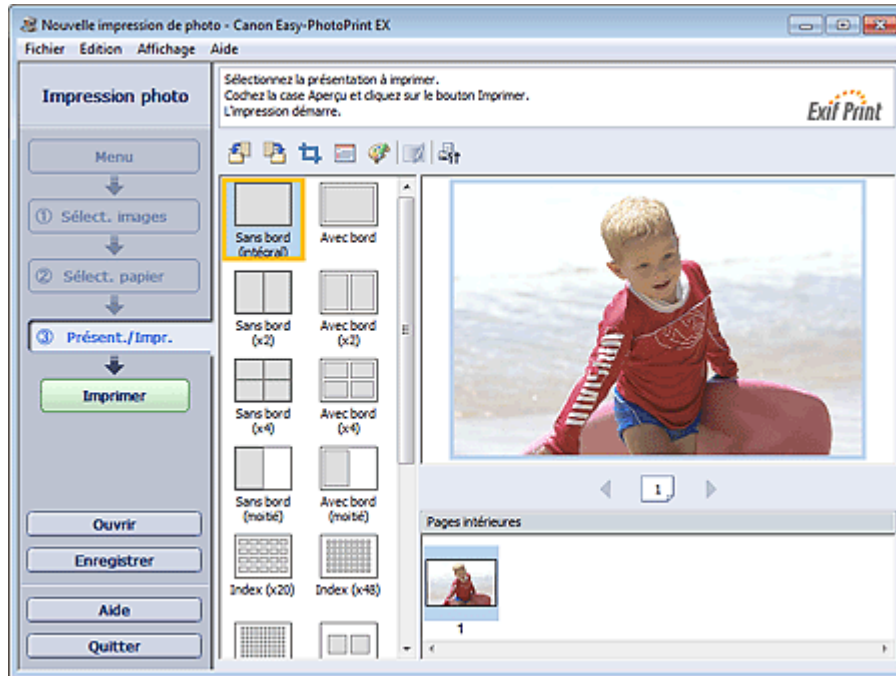 Nouvelle impression de photo - Canon Easy-PhotoPrint EX
Fichier Édition Affichage Aide
Impression photo
Sélectionnez la présentation à imprimer.
Cochez la case Aperçu et cliquez sur le bouton Imprimer.
L'impression démarre.
Exif Print
Menu
① Sélect. images
② Sélect. papier
③ Présent./Impr.
Imprimer
Ouvrir
Enregistrer
Aide
Quitter
Sans bord
(intégral)
Avec bord
Sans bord
(x2)
Avec bord
(x2)
Sans bord
(x4)
Avec bord
(x4)
Sans bord
(moitié)
Avec bord
(moitié)
Index (x20)
Index (x48)
1
Pages intérieures
1